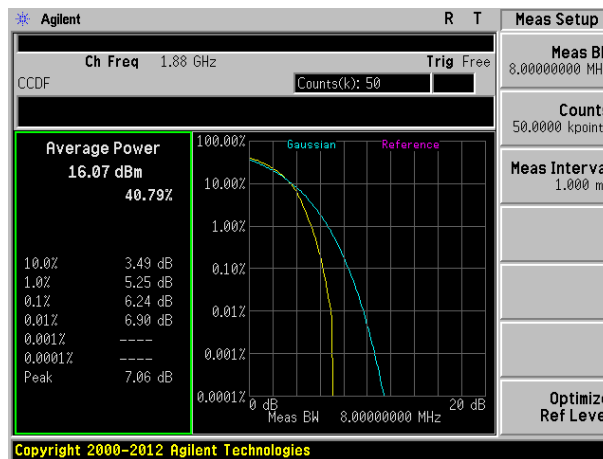 Agilent R T Meas Setup
Ch Freq 1.88 GHz Trig Free
CCDF Counts(k): 50
Meas
8.00000000
50.0000
Meas
1.000
Average Power
16.07 dBm
40.79%
10.0% 3.49 dB
1.0% 5.25 dB
0.1% 6.24 dB
0.01% 6.90 dB
0.001% ----
0.0001% ----
Peak 7.06 dB
Gaussian Reference
100.00%
10.00%
1.00%
0.10%
0.01%
0.001%
0.0001%
0 dB 20 dB
Meas BW 8.00000000 MHz
Ref
Copyright 2000-2012 Agilent Technologies